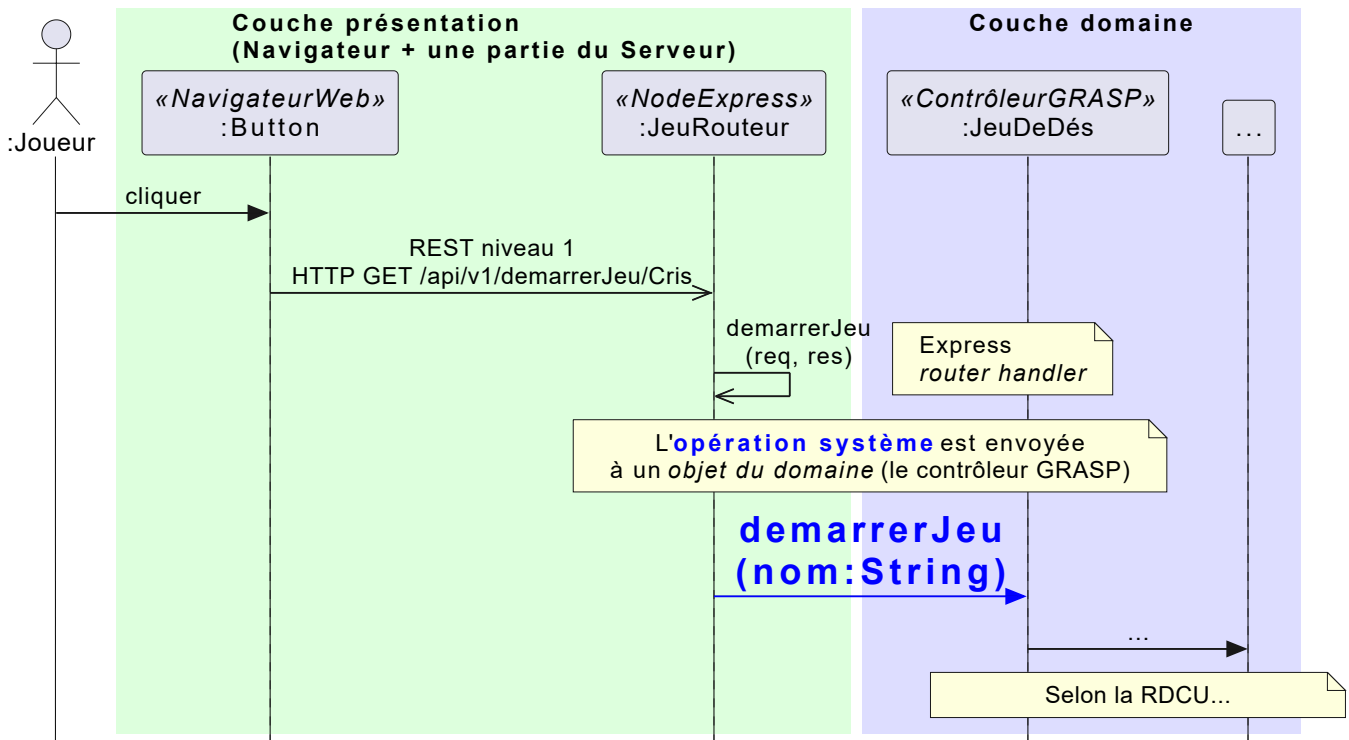 Couche présentation
(Navigateur + une partie du Serveur)
Couche domaine
:Joueur
«NavigateurWeb»
:Button
«NodeExpress»
:JeuRouteur
«ContrôleurGRASP»
:JeuDeDés
...
cliquer
REST niveau 1
HTTP GET /api/v1/demarrerJeu/Cris
demarrerJeu
(req, res)
Express
router handler
L'opération système est envoyée
à un objet du domaine (le contrôleur GRASP)
demarrerJeu
(nom:String)
...
Selon la RDCU...